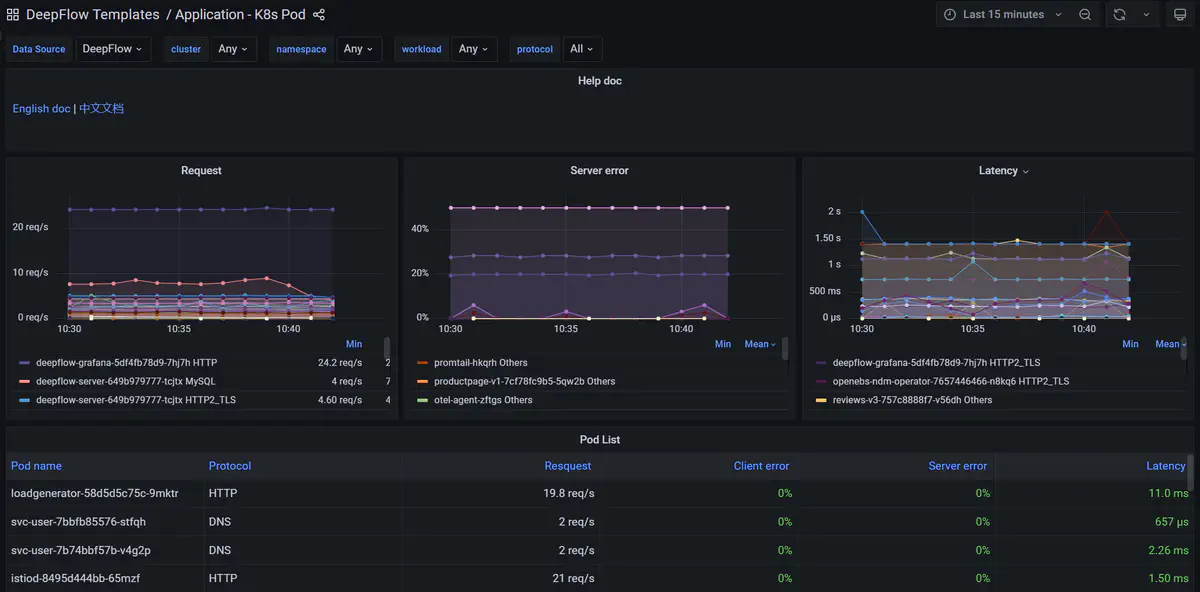 DeepFlow Templates / Application - K8s Pod
Last 15 minutes
Data Source DeepFlow cluster Any namespace Any workload Any protocol All
Help doc
English doc | 中文文档
Request
20 req/s
10 req/s
0 req/s
10:30 10:35 10:40
Min
deepflow-grafana-5df4fb78d9-7hj7h HTTP 24.2 req/s 2
deepflow-server-649b979777-tcjtx MySQL 4 req/s 7
deepflow-server-649b979777-tcjtx HTTP2_TLS 4.60 req/s 4
Server error
40%
20%
0%
10:30 10:35 10:40
Min Mean
promtail-hkqrh Others
productpage-v1-7cf78fc9b5-5qw2b Others
otel-agent-zftgs Others
Latency
2 s
1.50 s
1 s
500 ms
0 µs
10:30 10:35 10:40
Min Mean
deepflow-grafana-5df4fb78d9-7hj7h HTTP2_TLS
openebs-ndm-operator-7657446466-n8kq6 HTTP2_TLS
reviews-v3-757c8888f7-v56dh Others
Pod List
Pod name Protocol Resquest Client error Server error Latency
loadgenerator-58d5d5c75c-9mktr HTTP 19.8 req/s 0% 0% 11.0 ms
svc-user-7bbfb85576-stfqh DNS 2 req/s 0% 0% 657 µs
svc-user-7b74bbf57b-v4g2p DNS 2 req/s 0% 0% 2.26 ms
istiod-8495d444bb-65mzf HTTP 21 req/s 0% 0% 1.50 ms